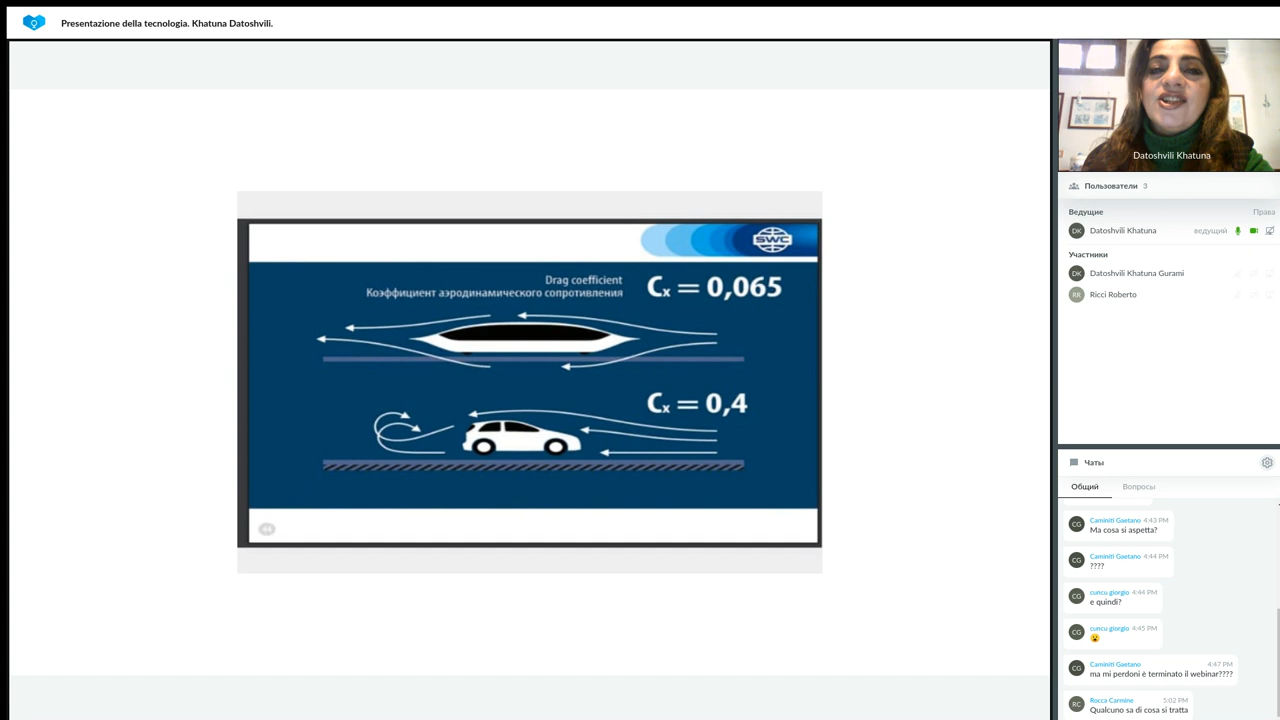 Presentazione della tecnologia. Khatuna Datoshvili.
SWC
Drag coefficient
Коэффициент аэродинамического сопротивления
Cx = 0,065
Cx = 0,4
44
Datoshvili Khatuna
Пользователи 3
Ведущие Права
DK Datoshvili Khatuna ведущий
Участники
DK Datoshvili Khatuna Gurami
RR Ricci Roberto
Чаты
Общий Вопросы
CG Caminiti Gaetano 4:43 PM
Ma cosa si aspetta?
CG Caminiti Gaetano 4:44 PM
????
CG cuncu giorgio 4:44 PM
e quindi?
CG cuncu giorgio 4:45 PM
😮
CG Caminiti Gaetano 4:47 PM
ma mi perdoni è terminato il webinar????
RC Rocca Carmine 5:02 PM
Qualcuno sa di cosa si tratta